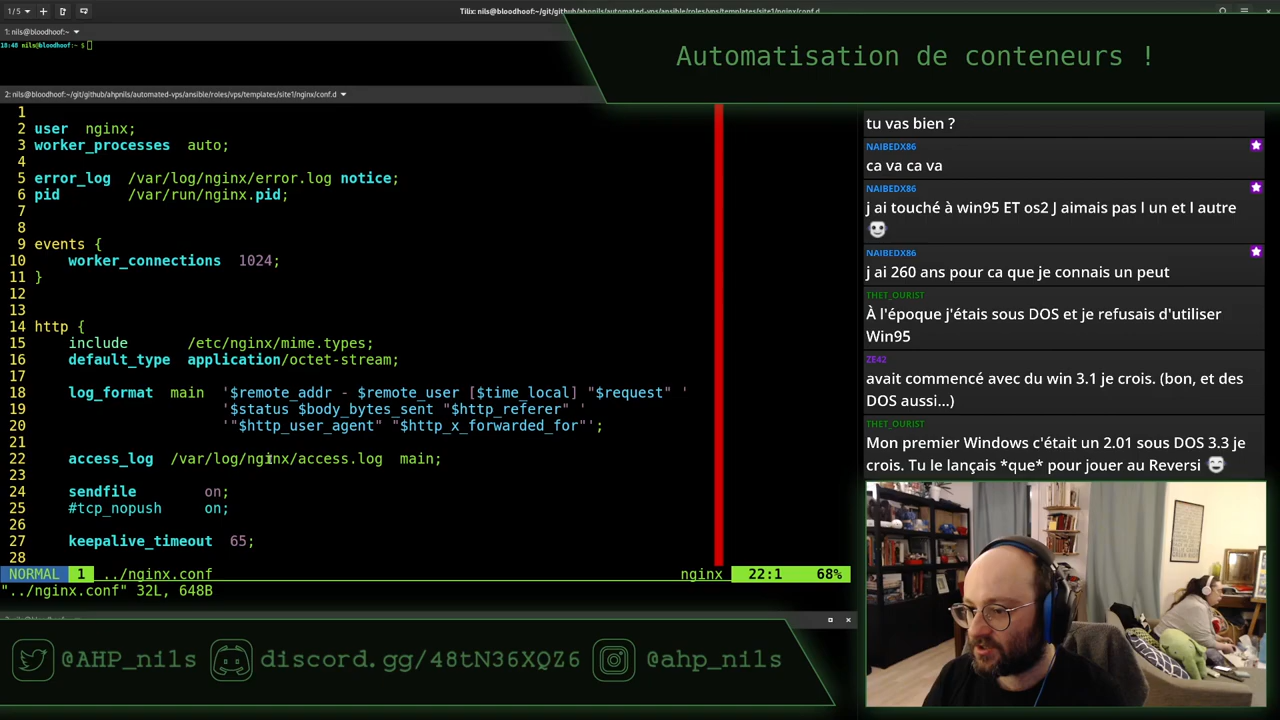 1/5
Tilix: nils@bloodhoof:~/git/github/ahpnils/automated-vps/ansible/roles/vps/templates/site1/nginx/conf.d
1: nils@bloodhoof:~
18:48 nils@bloodhoof:~ $
Automatisation de conteneurs !
2: nils@bloodhoof:~/git/github/ahpnils/automated-vps/ansible/roles/vps/templates/site1/nginx/conf.d
1
2 user  nginx;
3 worker_processes  auto;
4
5 error_log  /var/log/nginx/error.log notice;
6 pid        /var/run/nginx.pid;
7
8
9 events {
10     worker_connections  1024;
11 }
12
13
14 http {
15     include       /etc/nginx/mime.types;
16     default_type  application/octet-stream;
17
18     log_format  main  '$remote_addr - $remote_user [$time_local] "$request" '
19                       '$status $body_bytes_sent "$http_referer" '
20                       '"$http_user_agent" "$http_x_forwarded_for"';
21
22     access_log  /var/log/nginx/access.log  main;
23
24     sendfile        on;
25     #tcp_nopush     on;
26
27     keepalive_timeout  65;
28
NORMAL 1 ../nginx.conf nginx 22:1 68%
"../nginx.conf" 32L, 648B
tu vas bien ?
NAIBEDX86
ca va ca va
NAIBEDX86
j ai touché à win95 ET os2 J aimais pas l un et l autre
NAIBEDX86
j ai 260 ans pour ca que je connais un peut
THET_OURIST
À l'époque j'étais sous DOS et je refusais d'utiliser
Win95
ZE42
avait commencé avec du win 3.1 je crois. (bon, et des
DOS aussi...)
THET_OURIST
Mon premier Windows c'était un 2.01 sous DOS 3.3 je
crois. Tu le lançais *que* pour jouer au Reversi
@AHP_nils
discord.gg/48tN36XQZ6
@ahp_nils